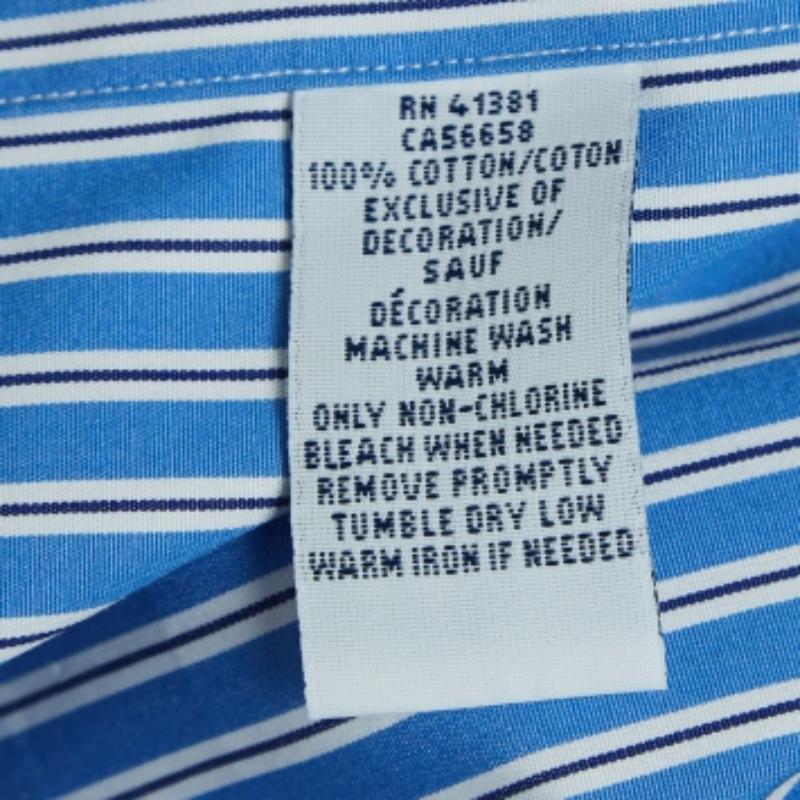 RN 41381
CA56658
100% COTTON/COTON
EXCLUSIVE OF
DECORATION/
SAUF
DÉCORATION
MACHINE WASH
WARM
ONLY NON-CHLORINE
BLEACH WHEN NEEDED
REMOVE PROMPTLY
TUMBLE DRY LOW
WARM IRON IF NEEDED